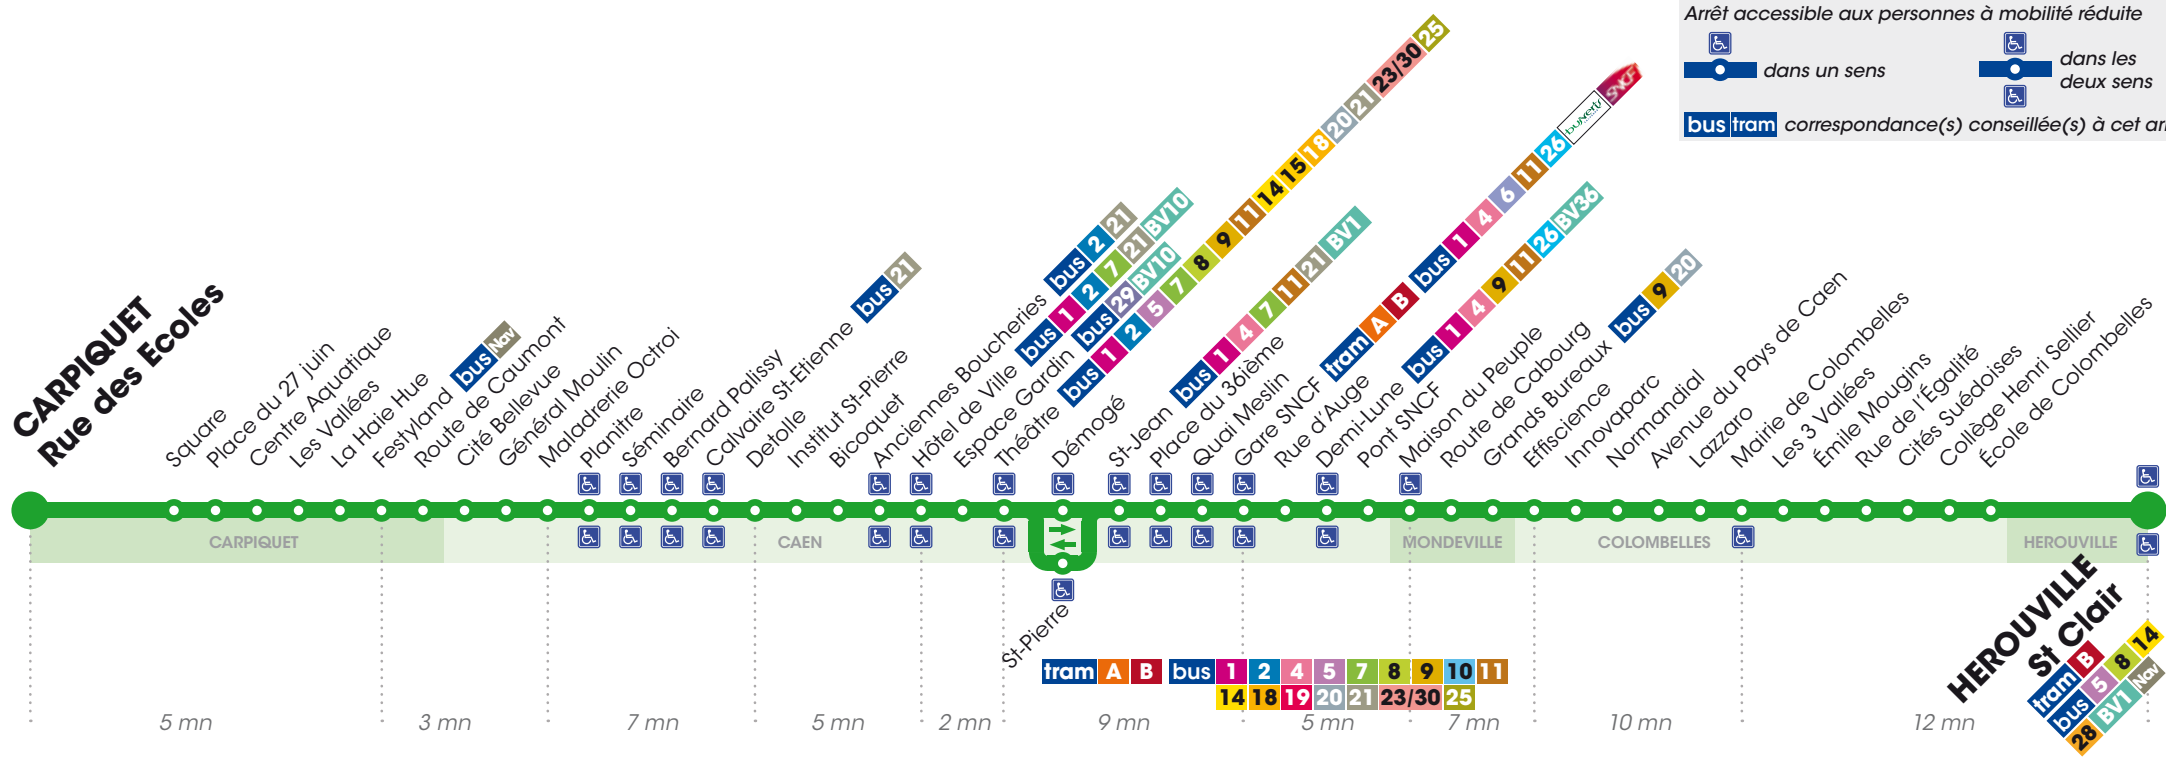 Arrêt accessible aux personnes à mobilité réduite
dans un sens
dans les
deux sens
bus tram correspondance(s) conseillée(s) à cet arr
CARPIQUET
Rue des Ecoles
Square
Place du 27 juin
Centre Aquatique
Les Vallées
La Haie Hue
Festyland bus Nav
Route de Caumont
Cité Bellevue
Général Moulin
Maladrerie Octroi
Planitre
Séminaire
Bernard Palissy
Calvaire St-Etienne bus 21
Detolle
Institut St-Pierre
Bicoquet
Anciennes Boucheries bus 2 21
Hôtel de Ville bus 1 2 7 21 BV10
Espace Gardin bus 29 BV10
Théâtre bus 1 2 5 7 8 9 11 14 15 18 20 21 23/30 25
Démogé
St-Jean bus 1 4 7 11 21 BV1
Place du 36ième
Quai Meslin
Gare SNCF tram A B bus 1 4 6 11 26 busverts SNCF
Rue d'Auge
Demi-Lune bus 1 4 9 11 26 BV36
Pont SNCF
Maison du Peuple
Route de Cabourg
Grands Bureaux bus 9 20
Effiscience
Innovaparc
Normandial
Avenue du Pays de Caen
Lazzaro
Mairie de Colombelles
Les 3 Vallées
Émile Mougins
Rue de l'Égalité
Cités Suédoises
Collège Henri Sellier
École de Colombelles
CARPIQUET
CAEN
MONDEVILLE
COLOMBELLES
HEROUVILLE
St-Pierre
tram A B bus 1 2 4 5 7 8 9 10 11
14 18 19 20 21 23/30 25
HEROUVILLE
St Clair
tram B
bus 5 8 14
28 BV1 Nav
5 mn
3 mn
7 mn
5 mn
2 mn
9 mn
5 mn
7 mn
10 mn
12 mn